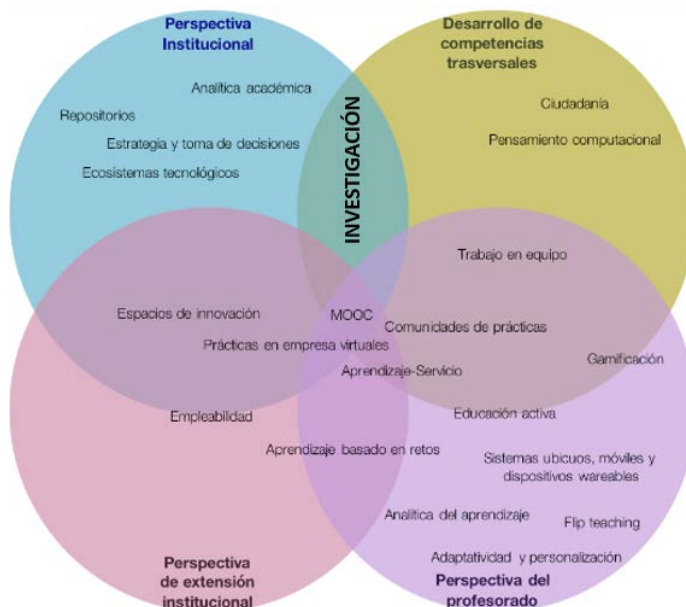 Perspectiva
Institucional
Desarrollo de
competencias
trasversales
Analítica académica
Repositorios
Estrategia y toma de decisiones
Ecosistemas tecnológicos
INVESTIGACIÓN
Ciudadanía
Pensamiento computacional
Trabajo en equipo
Espacios de innovación
MOOC
Comunidades de prácticas
Prácticas en empresa virtuales
Gamificación
Aprendizaje-Servicio
Empleabilidad
Educación activa
Aprendizaje basado en retos
Sistemas ubicuos, móviles y
dispositivos wareables
Analítica del aprendizaje
Flip teaching
Adaptatividad y personalización
Perspectiva
de extensión
institucional
Perspectiva del
profesorado